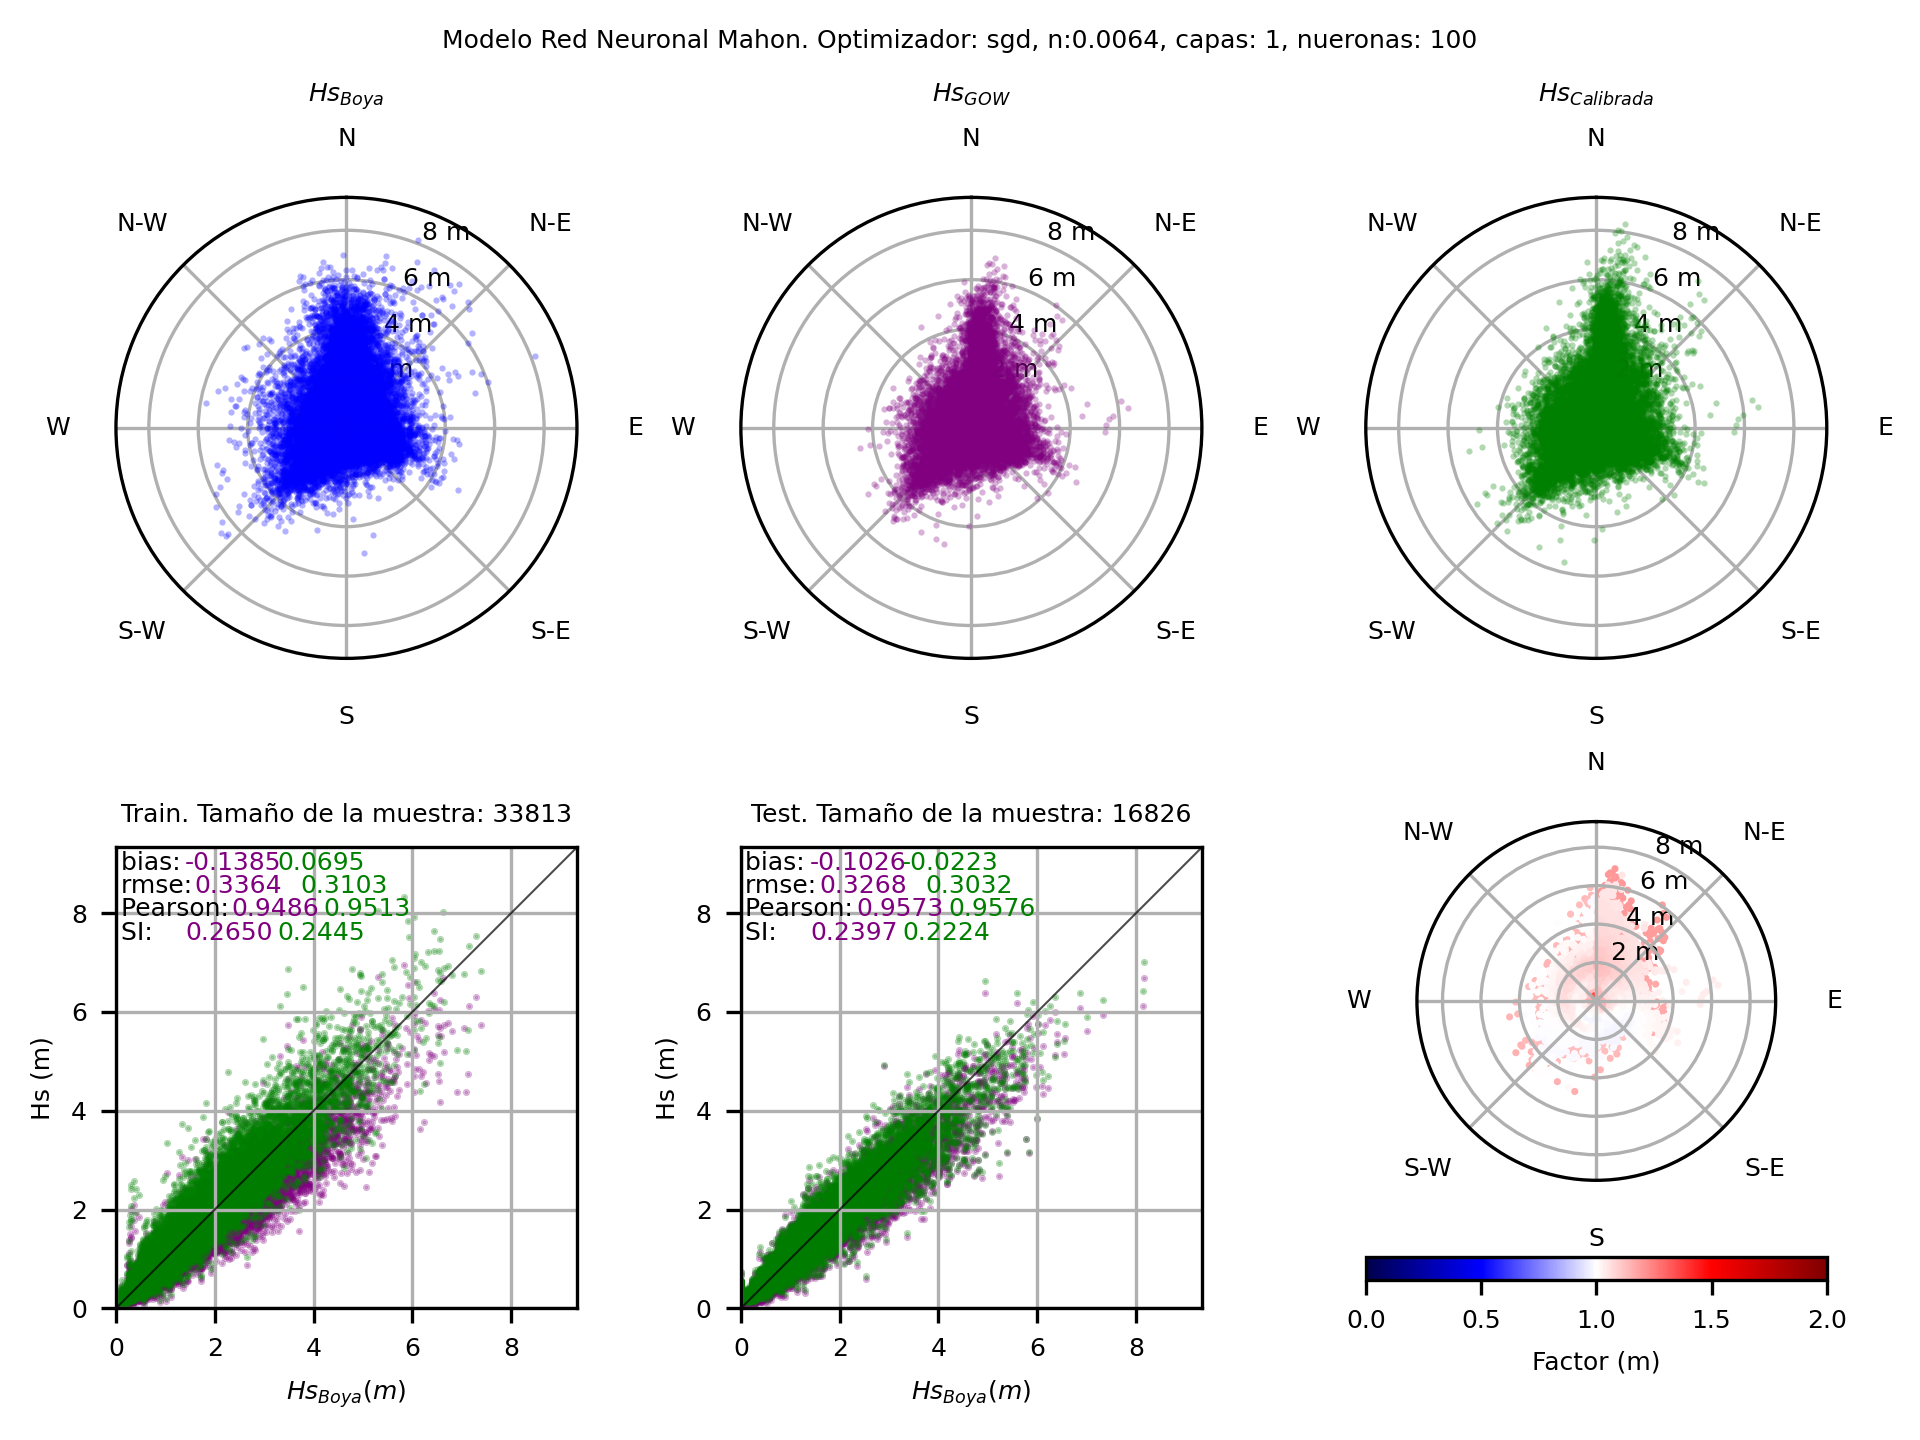 Modelo Red Neuronal Mahon. Optimizador: sgd, n:0.0064, capas: 1, nueronas: 100
Hs_Boya
Hs_GOW
Hs_Calibrada
N
N
N
N-W
8 m
N-E
N-W
8 m
N-E
N-W
8 m
N-E
6 m
6 m
6 m
4 m
4 m
4 m
m
m
W
E
W
E
W
E
S-W
S-E
S-W
S-E
S-W
S-E
S
S
S
Train. Tamaño de la muestra: 33813
bias: -0.1385 0.0695
rmse: 0.3364 0.3103
Pearson: 0.9486 0.9513
SI: 0.2650 0.2445
8
6
4
2
0
Hs (m)
0 2 4 6 8
Hs_Boya(m)
Test. Tamaño de la muestra: 16826
bias: -0.1026 -0.0223
rmse: 0.3268 0.3032
Pearson: 0.9573 0.9576
SI: 0.2397 0.2224
8
6
4
2
0
Hs (m)
0 2 4 6 8
Hs_Boya(m)
N
N-W
N-E
8 m
6 m
4 m
2 m
W
E
S-W
S-E
S
0.0 0.5 1.0 1.5 2.0
Factor (m)